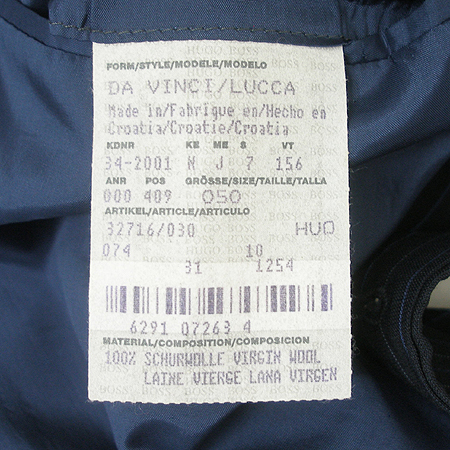 HUGO BOSS
FORM/STYLE/MODELE/MODELO
DA VINCI/LUCCA
Made in/Fabrique en/Hecho en
Croatia/Croatie/Croatia
KDNR KE ME S VT
34-2001 N J 7 156
ANR POS GRÖSSE/SIZE/TAILLE/TALLA
000 409 050
ARTIKEL/ARTICLE/ARTICULO
32716/030 HUO
074 10
31 1254
6291 07263 4
MATERIAL/COMPOSITION/COMPOSICION
100% SCHURWOLLE VIRGIN WOOL
LAINE VIERGE LANA VIRGEN